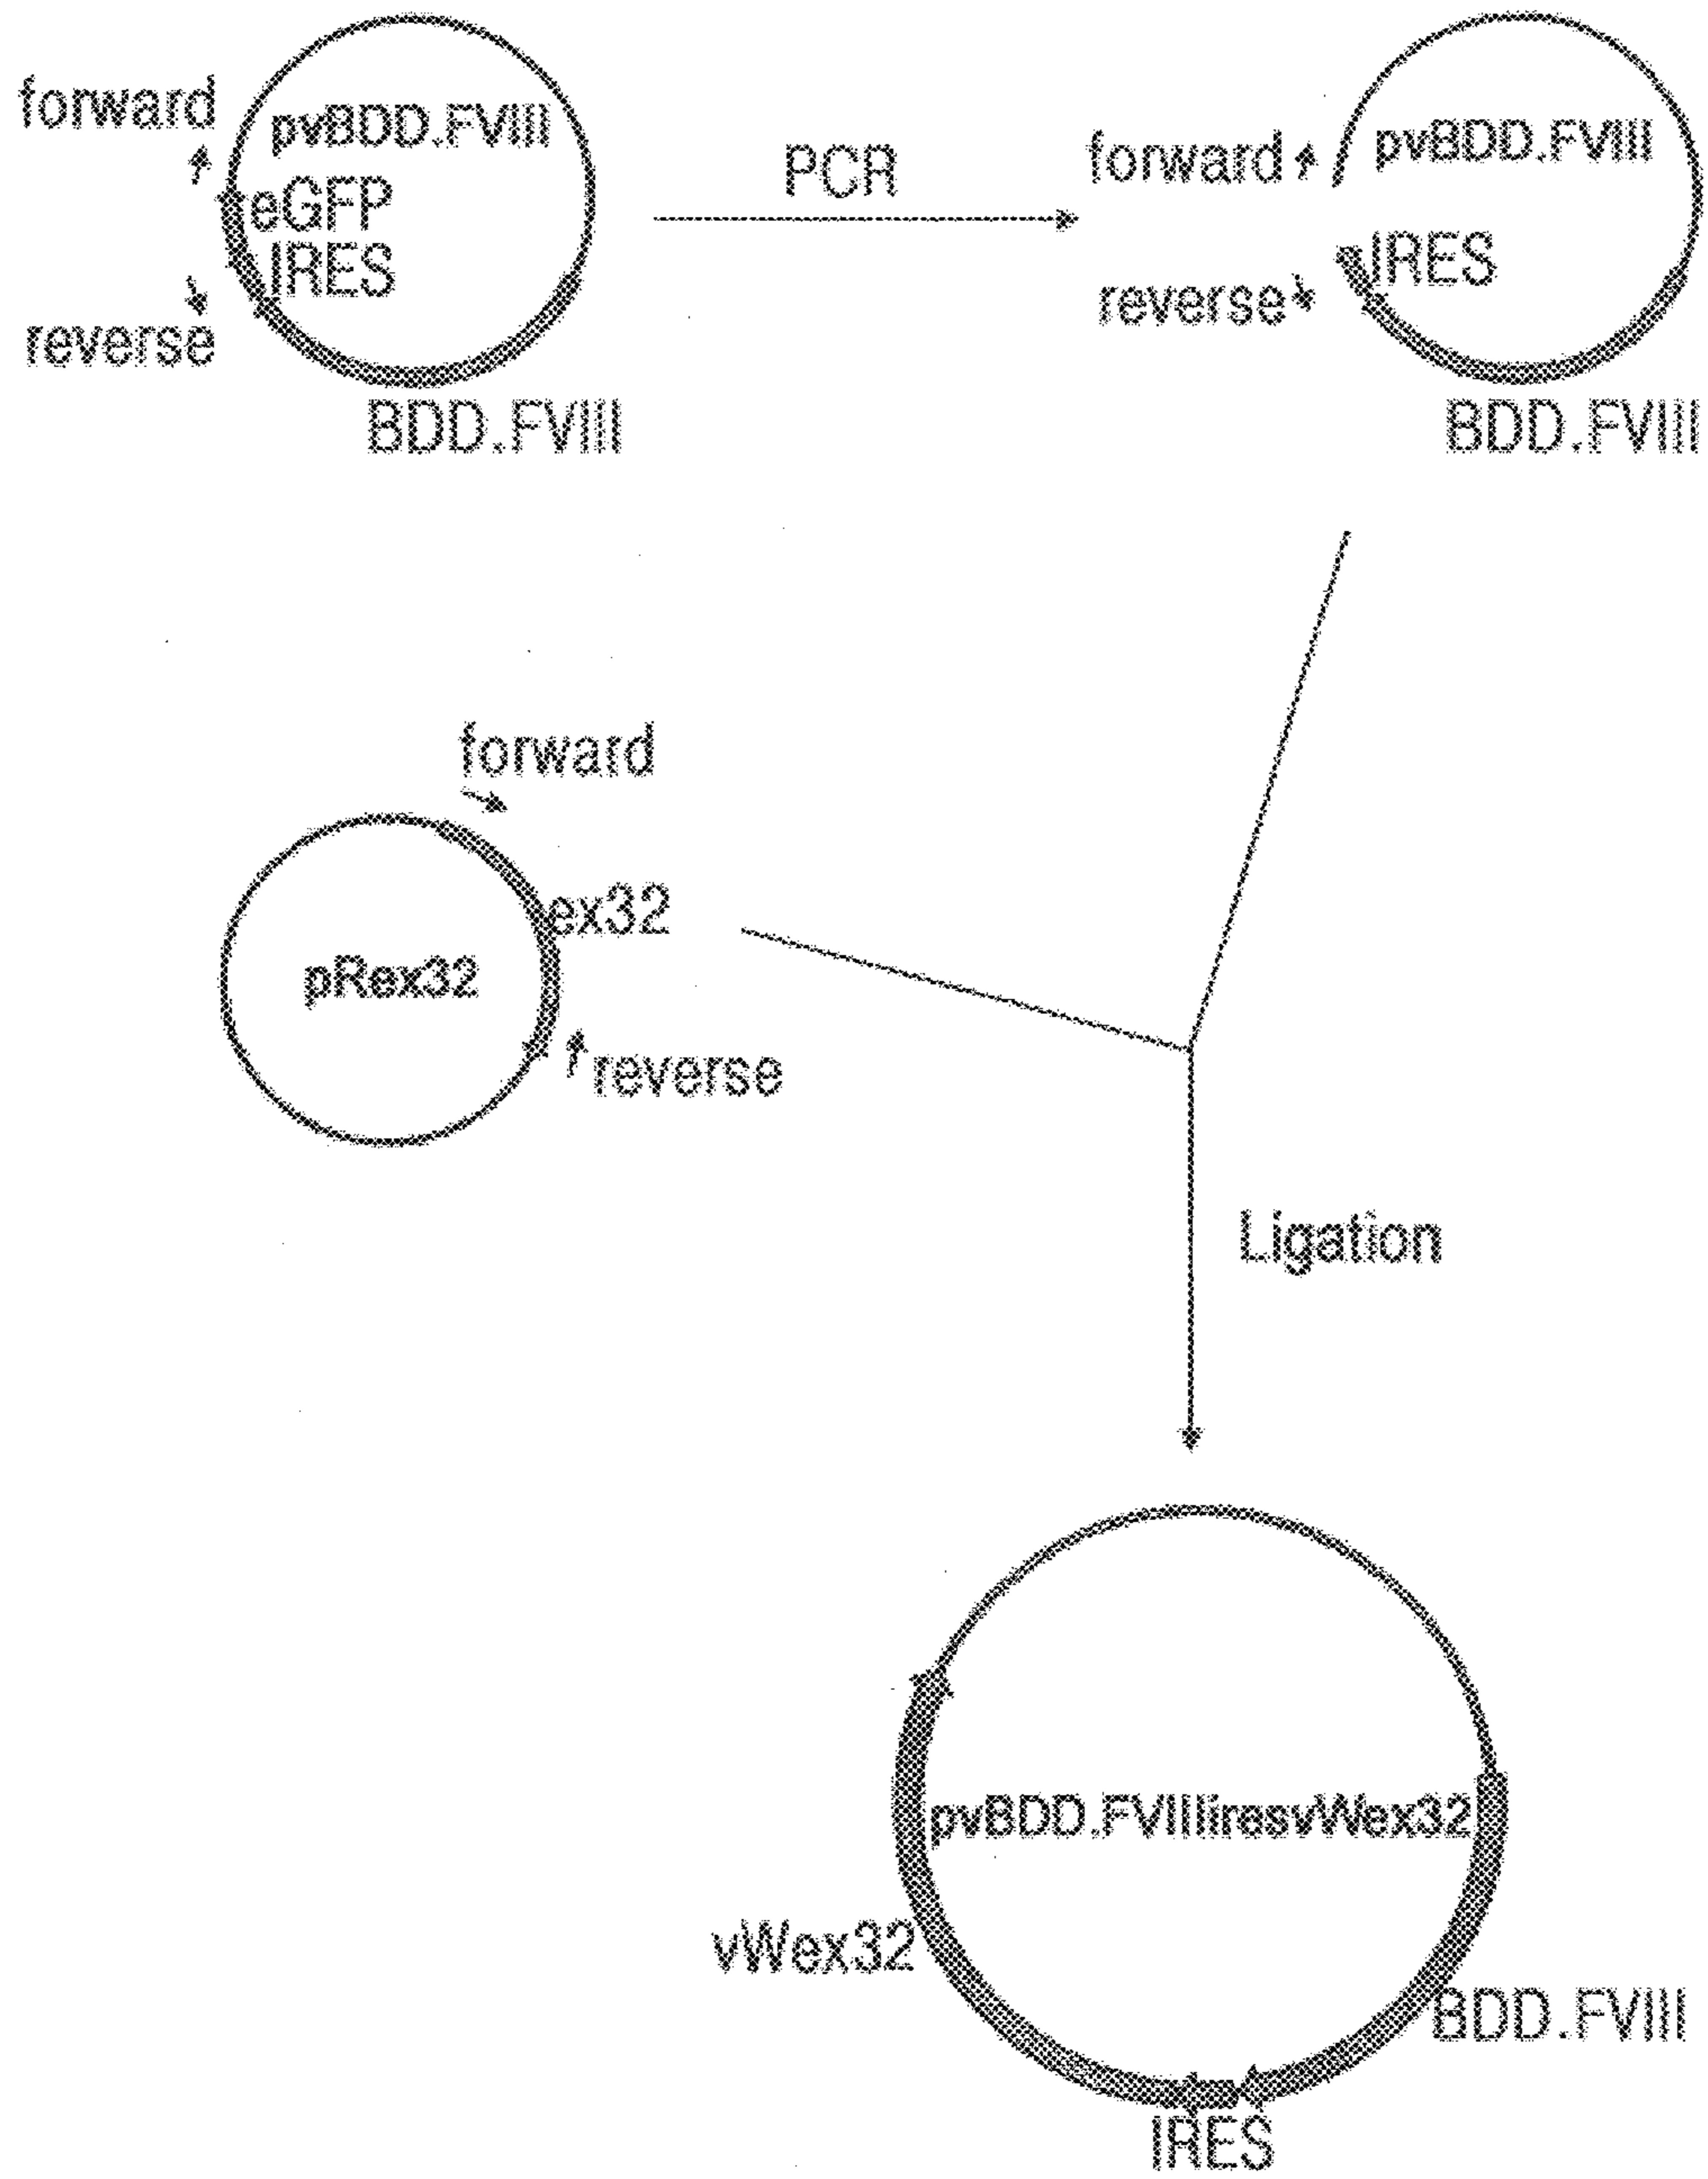 forward
pvBDD.FVIII
eGFP
IRES
reverse
BDD.FVIII
PCR
forward
pvBDD.FVIII
IRES
reverse
BDD.FVIII
forward
ex32
pRex32
reverse
Ligation
pvBDD.FVIIIiresvWex32
vWex32
BDD.FVIII
IRES